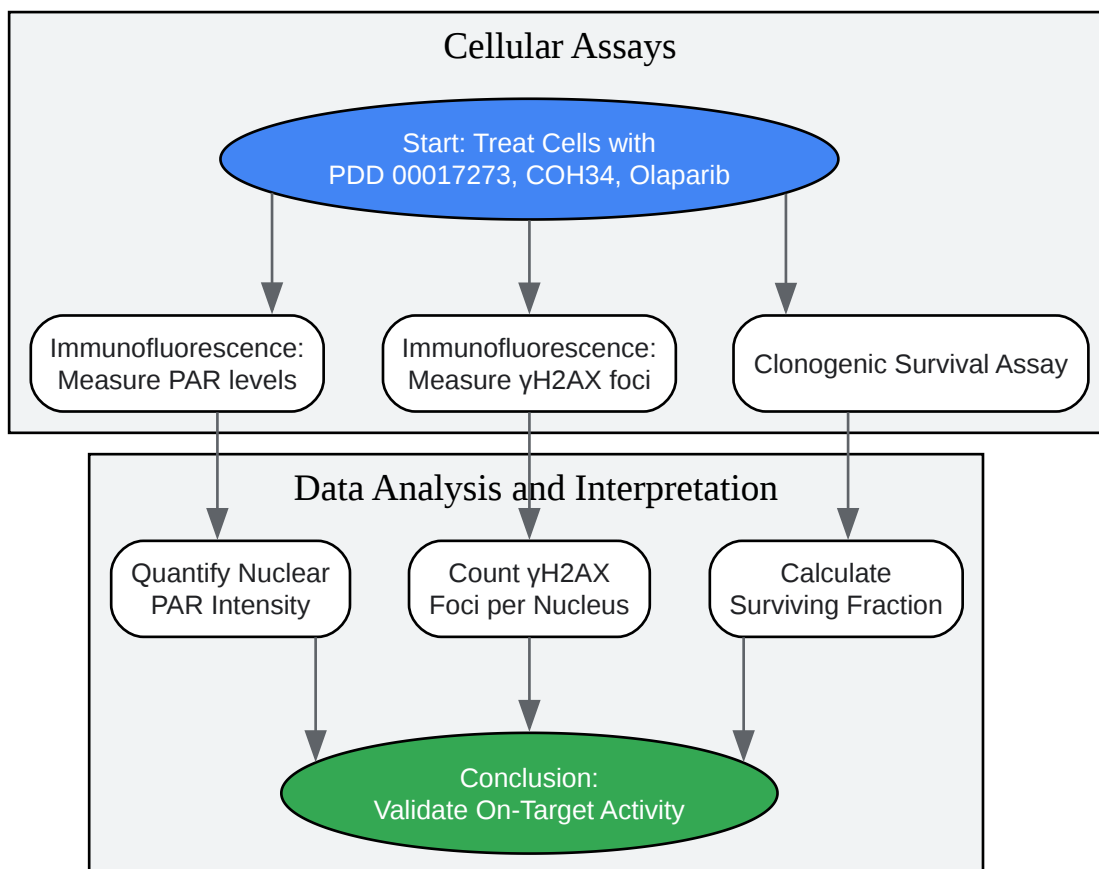 Cellular Assays
Start: Treat Cells with
PDD 00017273, COH34, Olaparib
Immunofluorescence:
Measure PAR levels
Immunofluorescence:
Measure γH2AX foci
Clonogenic Survival Assay
Data Analysis and Interpretation
Quantify Nuclear
PAR Intensity
Count γH2AX
Foci per Nucleus
Calculate
Surviving Fraction
Conclusion:
Validate On-Target Activity